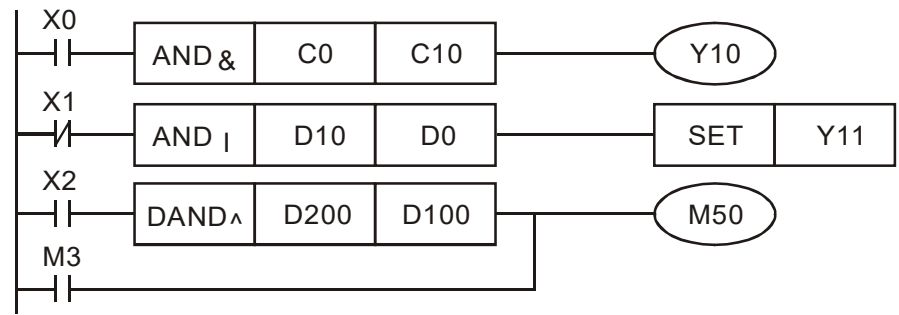 X0
AND & C0 C10 Y10
X1
AND | D10 D0 SET Y11
X2
DAND^ D200 D100 M50
M3